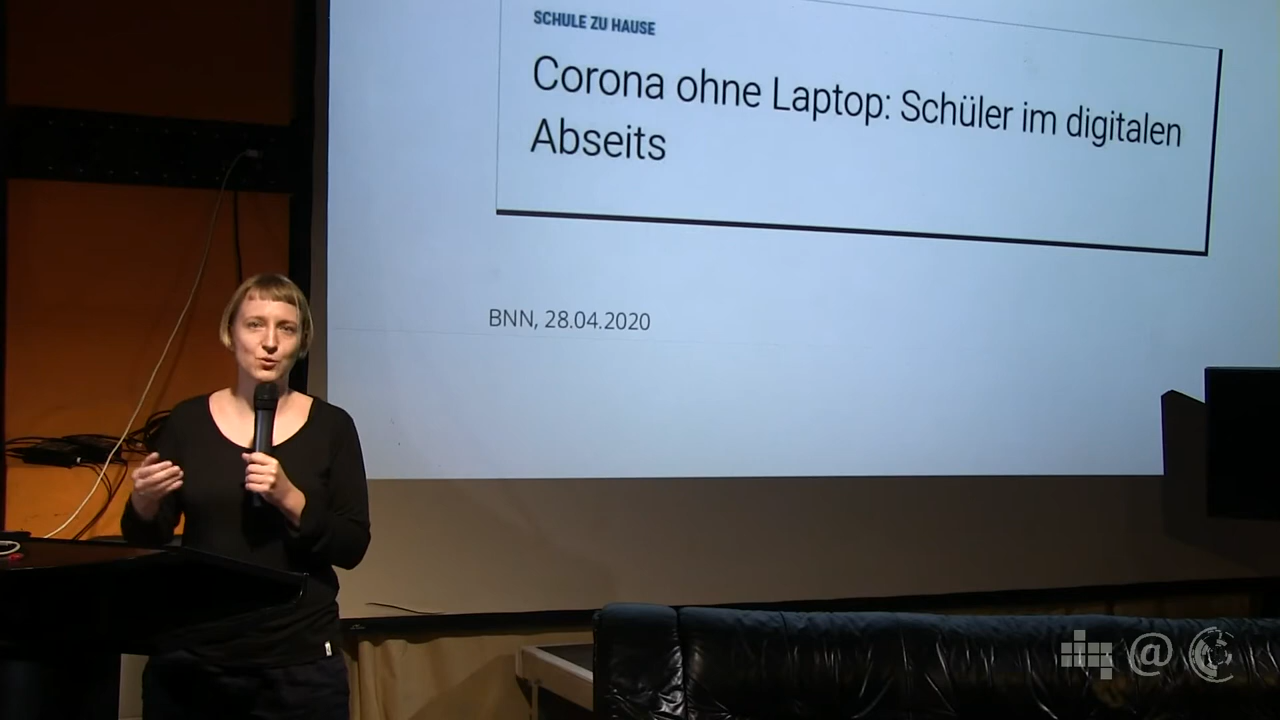 SCHULE ZU HAUSE
Corona ohne Laptop: Schüler im digitalen
Abseits
BNN, 28.04.2020
@